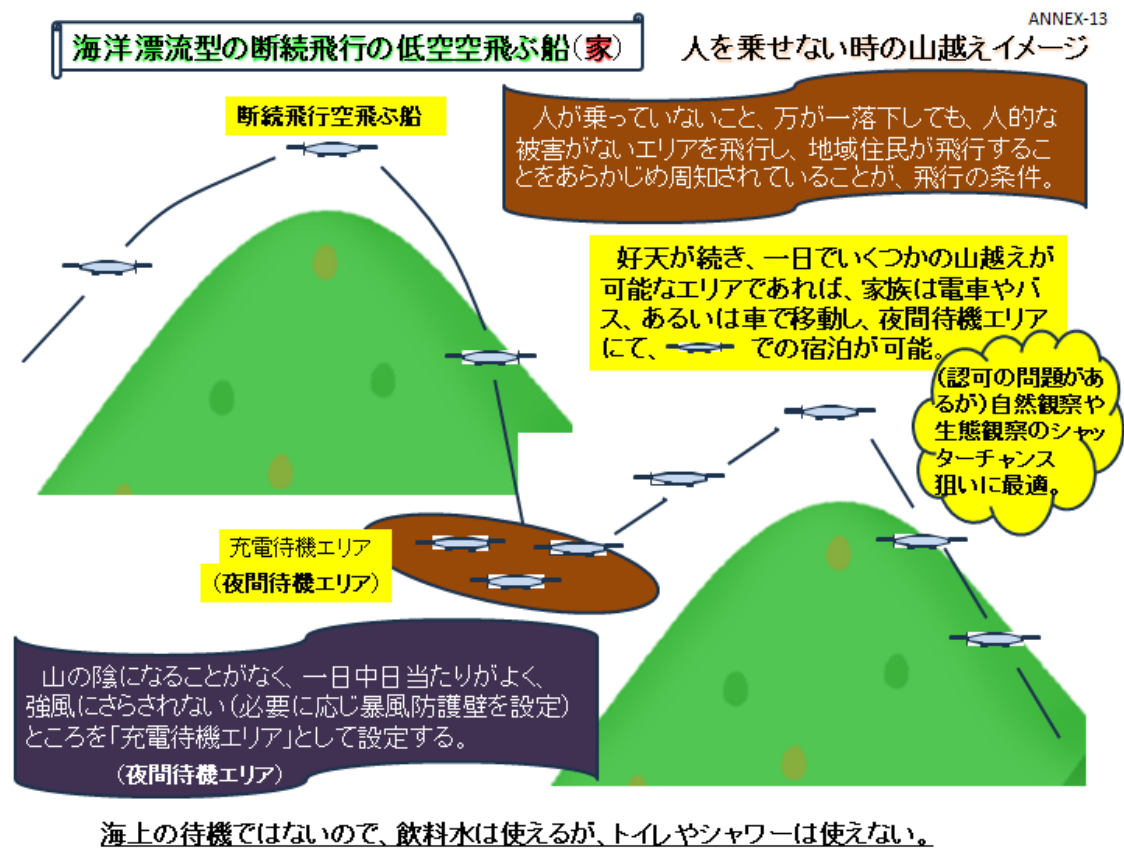 ANNEX-13
海洋漂流型の断続飛行の低空空飛ぶ船(家)
人を乗せない時の山越えイメージ
断続飛行空飛ぶ船
人が乗っていないこと、万が一落下しても、人的な
被害がないエリアを飛行し、地域住民が飛行するこ
とをあらかじめ周知されていることが、飛行の条件。
好天が続き、一日でいくつかの山越えが
可能なエリアであれば、家族は電車やバ
ス、あるいは車で移動し、夜間待機エリア
にて、 での宿泊が可能。
(認可の問題があ
るが)自然観察や
生態観察のシャッ
ターチャンス
狙いに最適。
充電待機エリア
(夜間待機エリア)
山の陰になることがなく、一日中日当たりがよく、
強風にさらされない(必要に応じ暴風防護壁を設定)
ところを「充電待機エリア」として設定する。
(夜間待機エリア)
海上の待機ではないので、飲料水は使えるが、トイレやシャワーは使えない。